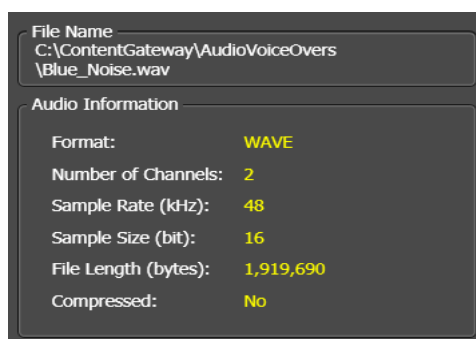 File Name
C:\ContentGateway\AudioVoiceOvers
\Blue_Noise.wav
Audio Information
Format: WAVE
Number of Channels: 2
Sample Rate (kHz): 48
Sample Size (bit): 16
File Length (bytes): 1,919,690
Compressed: No